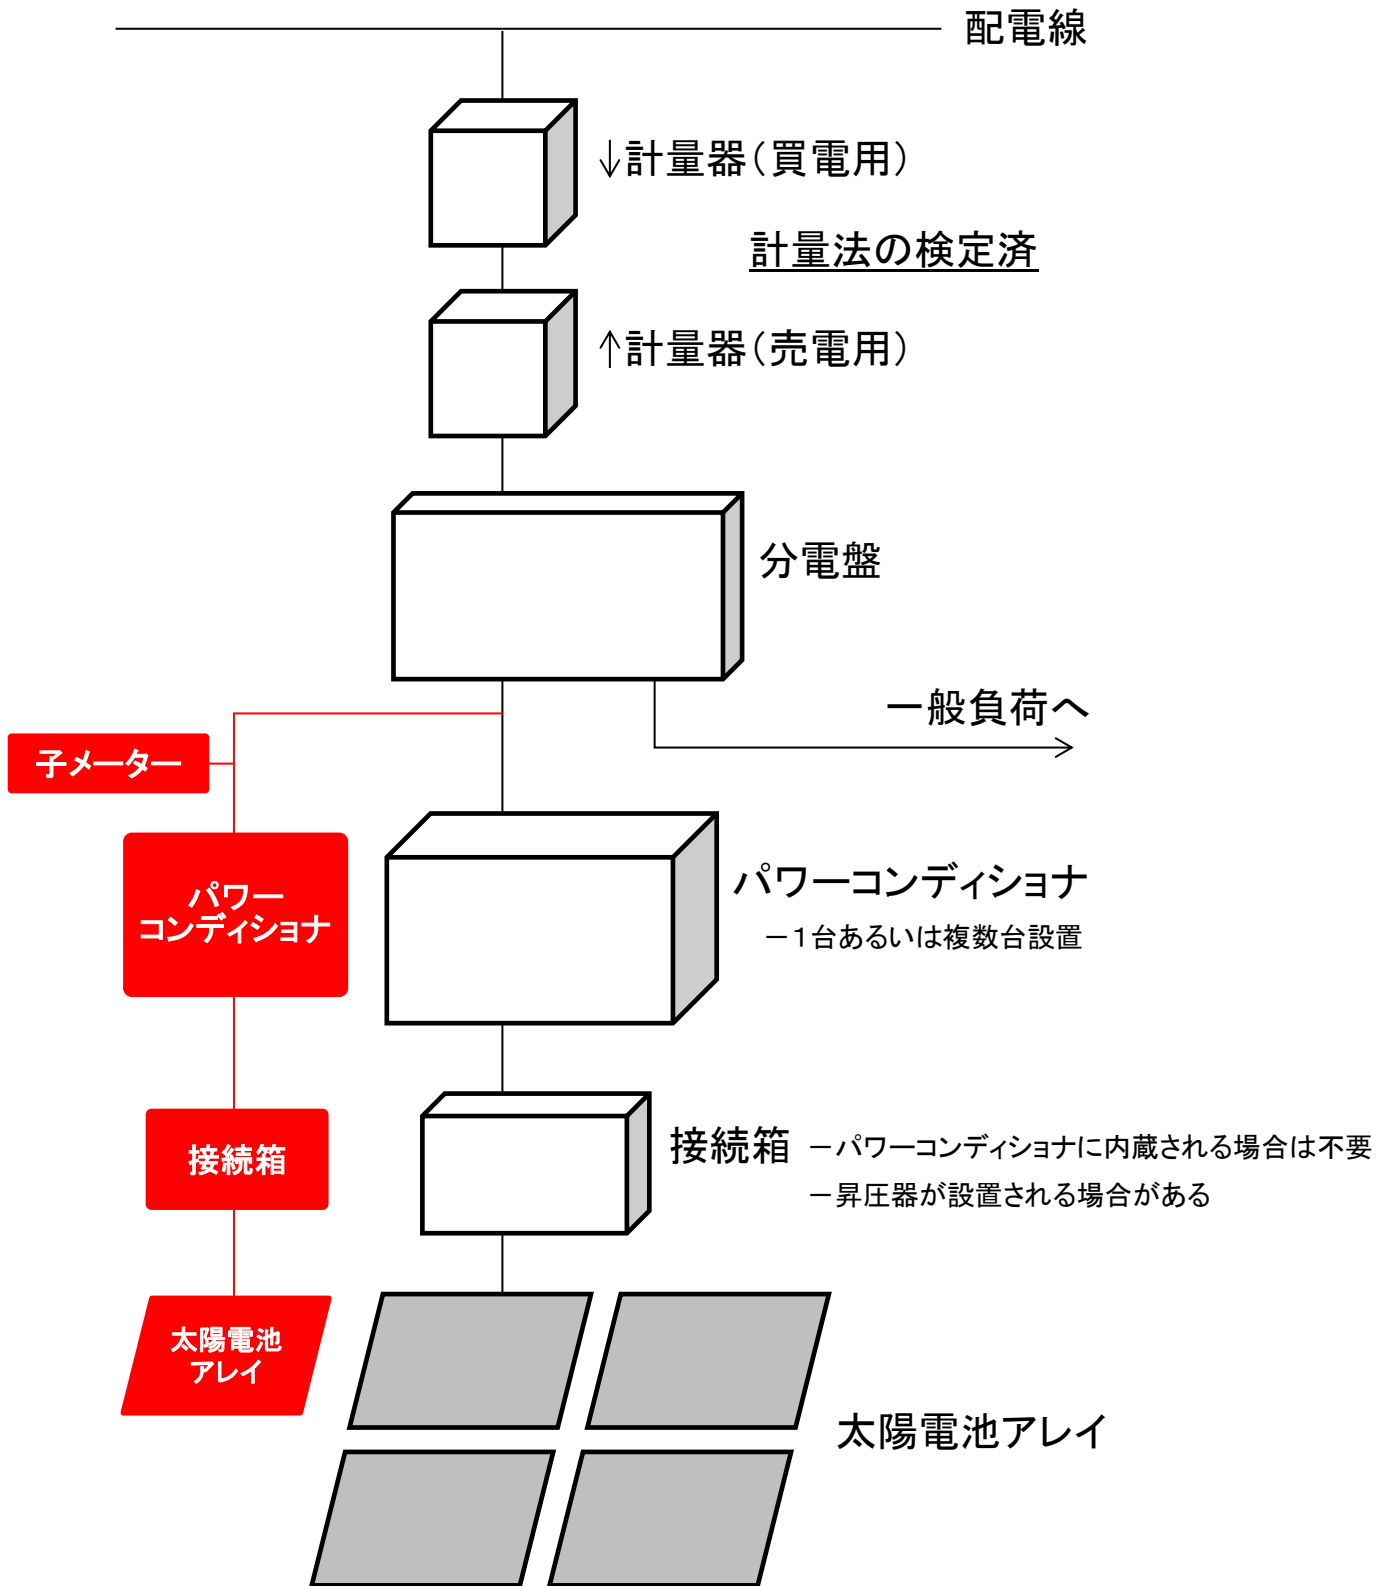 配電線
↓計量器（買電用）
計量法の検定済
↑計量器（売電用）
分電盤
一般負荷へ
子メーター
パワーコンディショナ
－１台あるいは複数台設置
パワー
コンディショナ
接続箱 －パワーコンディショナに内蔵される場合は不要
－昇圧器が設置される場合がある
接続箱
太陽電池
アレイ
太陽電池アレイ